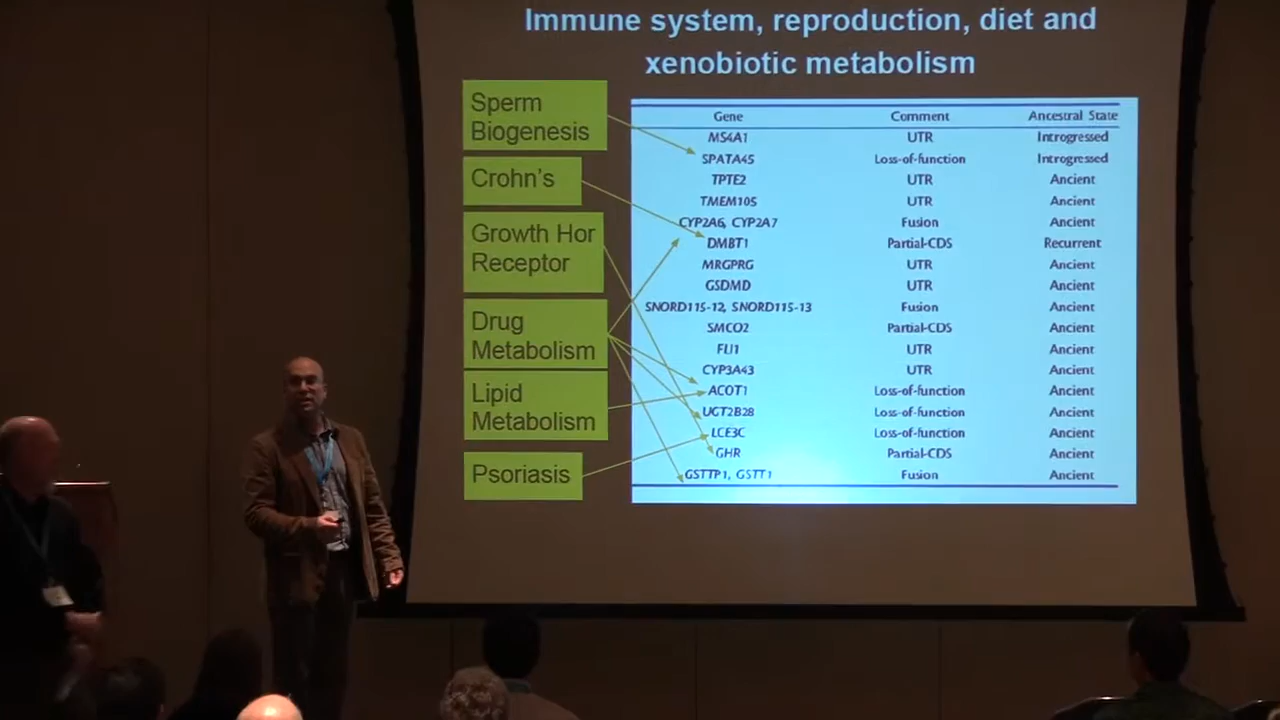 Immune system, reproduction, diet and
xenobiotic metabolism
Sperm
Biogenesis
Crohn's
Growth Hor
Receptor
Drug
Metabolism
Lipid
Metabolism
Psoriasis
Gene Comment Ancestral State
MS4A1 UTR Introgressed
SPATA45 Loss-of-function Introgressed
TPTE2 UTR Ancient
TMEM105 UTR Ancient
CYP2A6, CYP2A7 Fusion Ancient
DMBT1 Partial-CDS Recurrent
MRGPRG UTR Ancient
GSDMD UTR Ancient
SNORD115-12, SNORD115-13 Fusion Ancient
SMCO2 Partial-CDS Ancient
FLI1 UTR Ancient
CYP3A43 UTR Ancient
ACOT1 Loss-of-function Ancient
UGT2B28 Loss-of-function Ancient
LCE3C Loss-of-function Ancient
GHR Partial-CDS Ancient
GSTTP1, GSTT1 Fusion Ancient